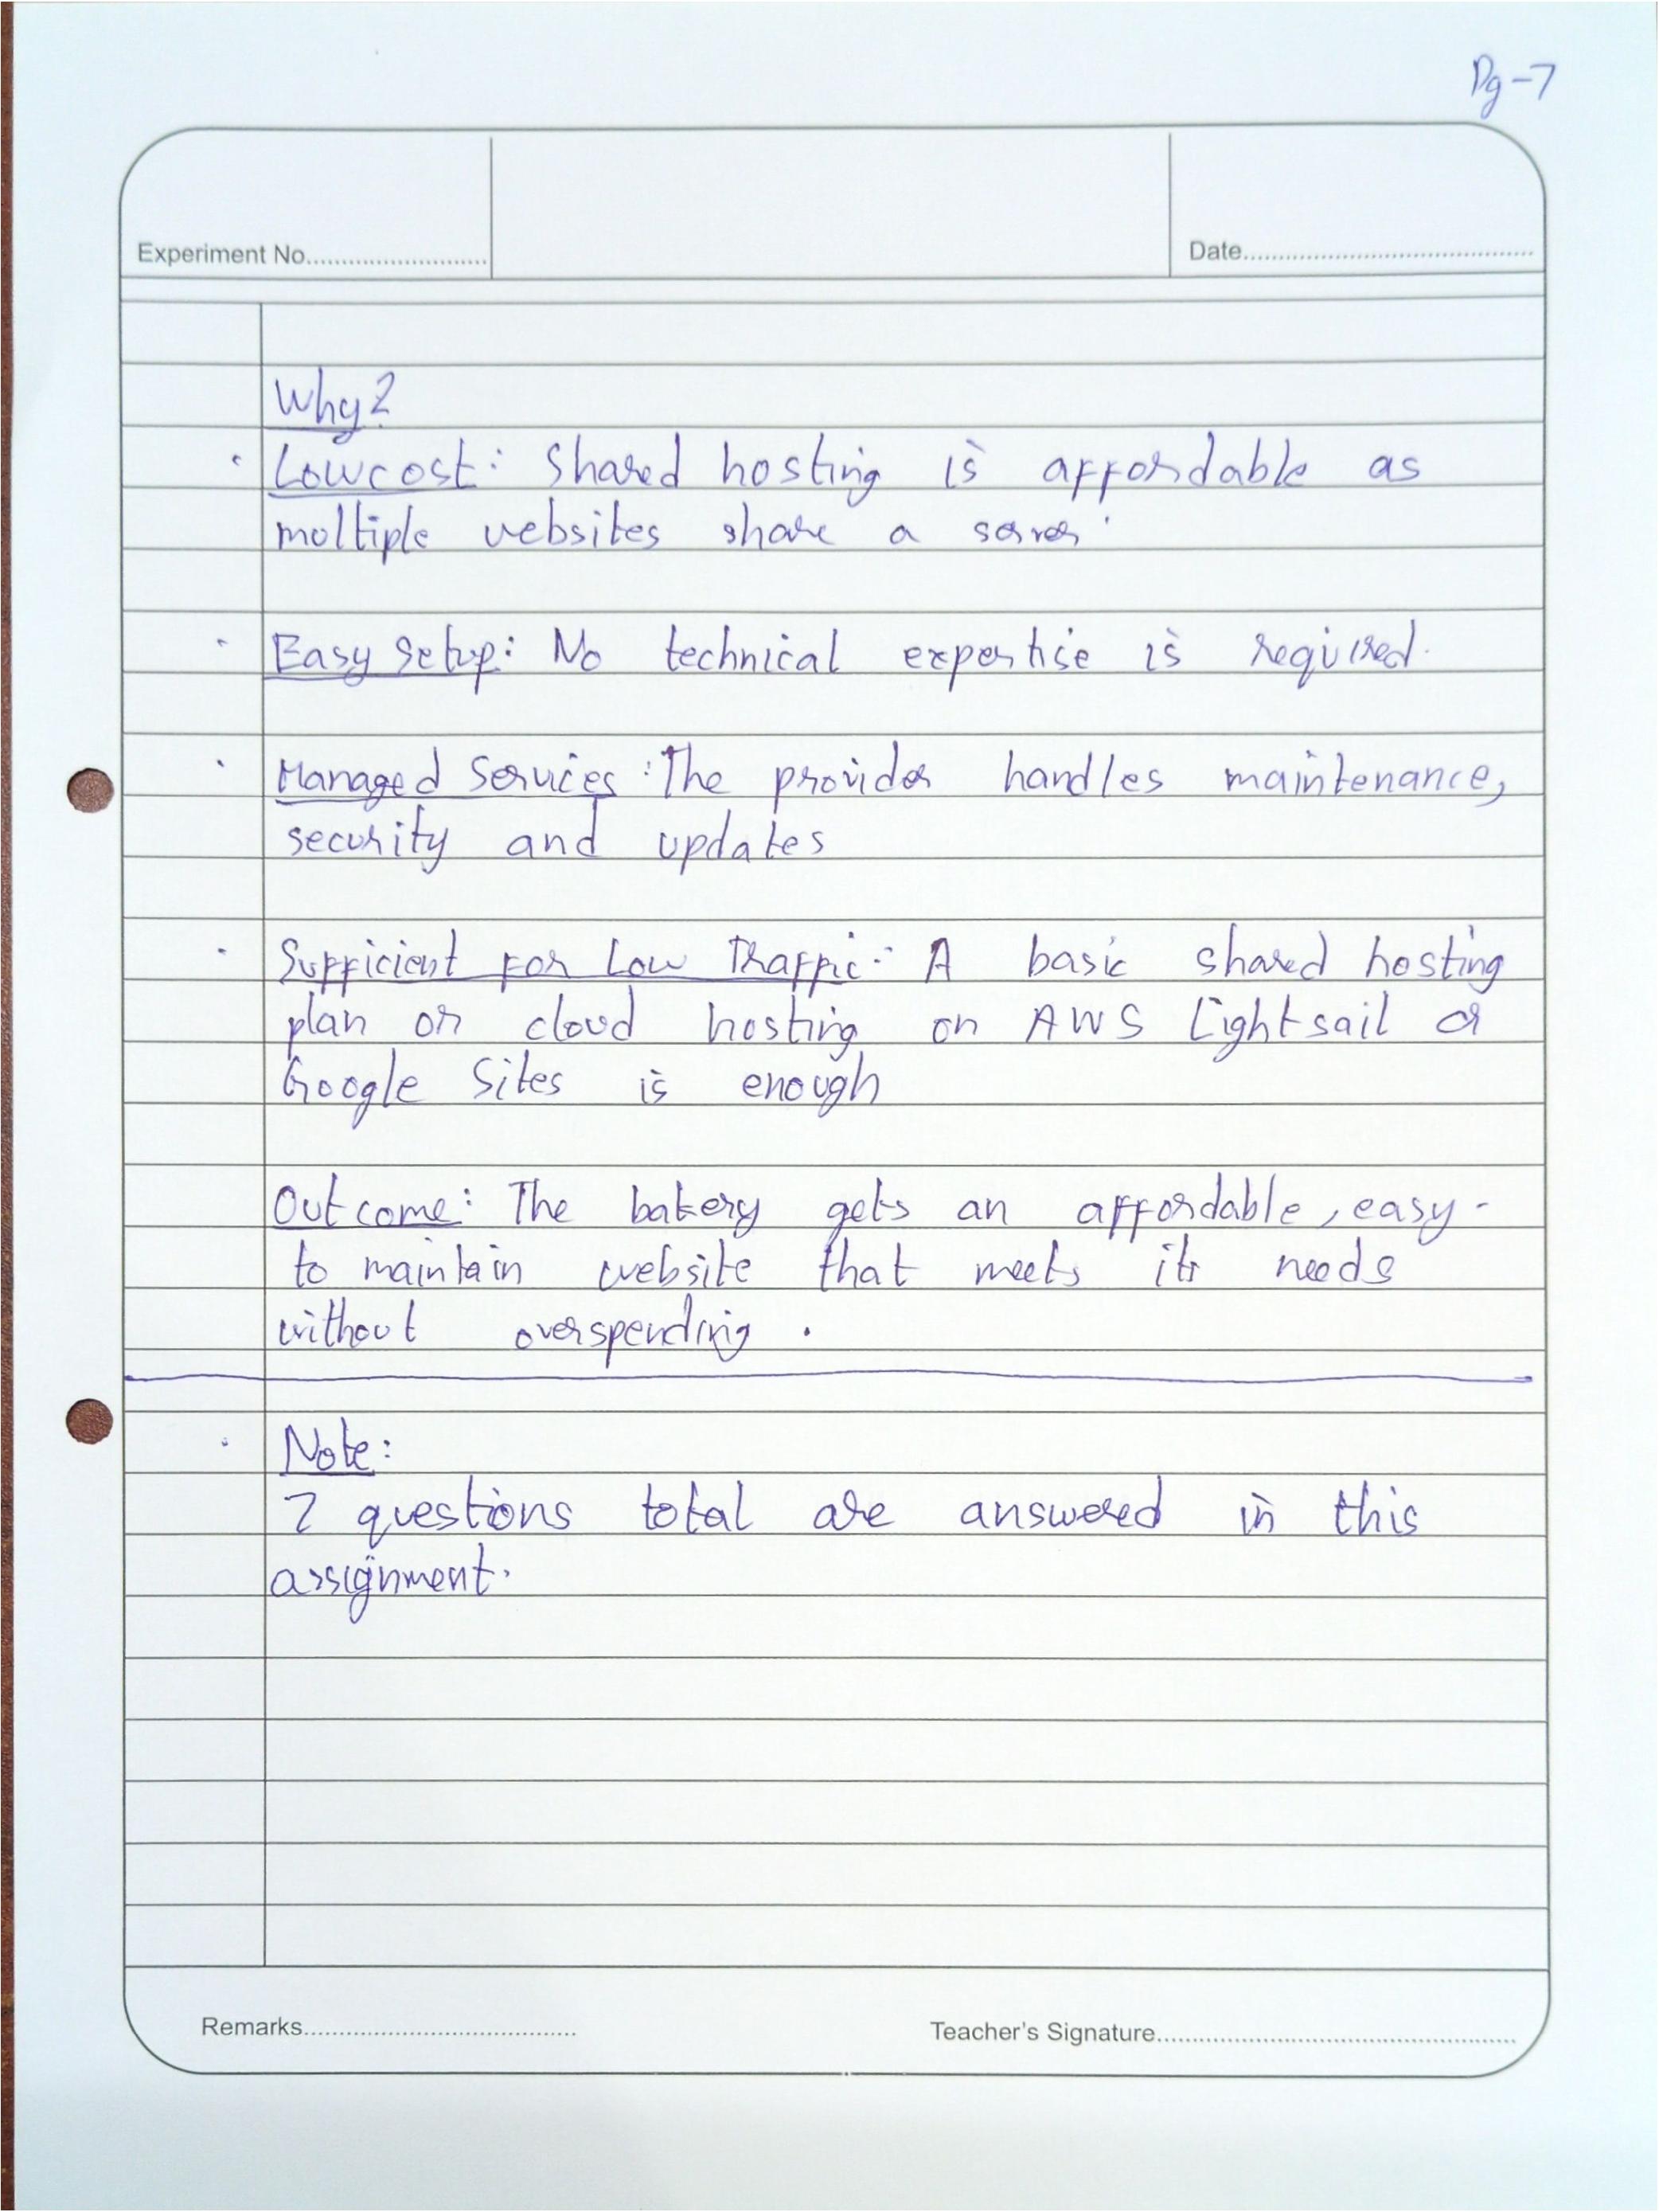 Pg-7
Experiment No.
Date
Why?
Lowcost: Shared hosting is affordable as
moltiple websites share a server.
Easy Setup: No technical expertise is required.
Managed Services: The provider handles maintenance,
security and updates
Sufficient for Low Traffic: A basic shared hosting
plan or cloud hosting on AWS Lightsail or
Google Sites is enough
Outcome: The bakery gets an affordable, easy-
to maintain website that meets its needs
without overspending.
Note:
7 questions total are answered in this
assignment.
Remarks
Teacher's Signature